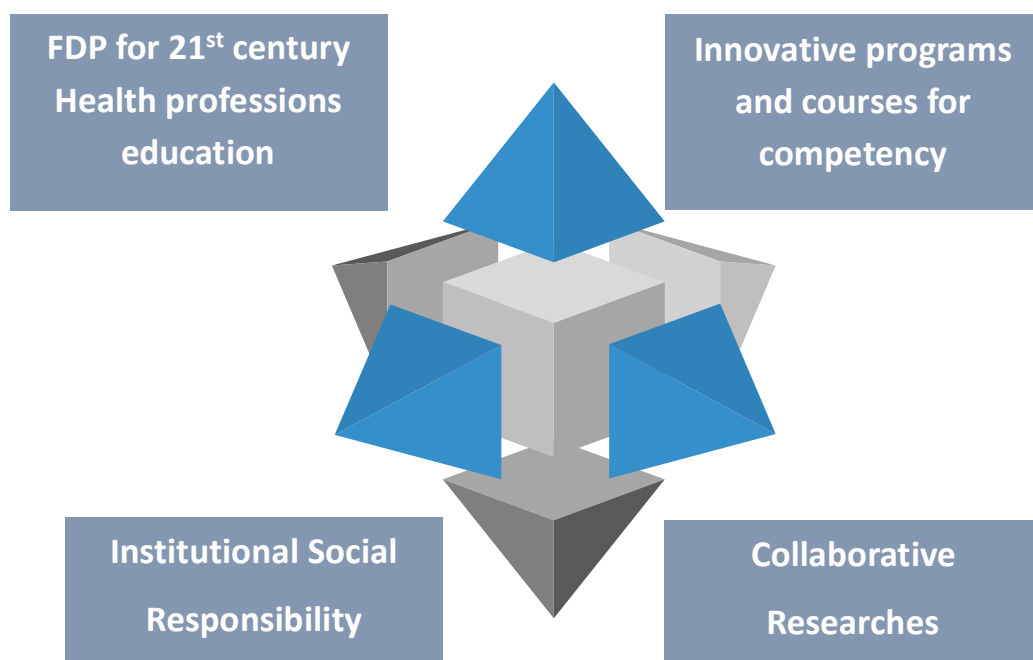 FDP for 21st century
Health professions
education
Innovative programs
and courses for
competency
Institutional Social
Responsibility
Collaborative
Researches